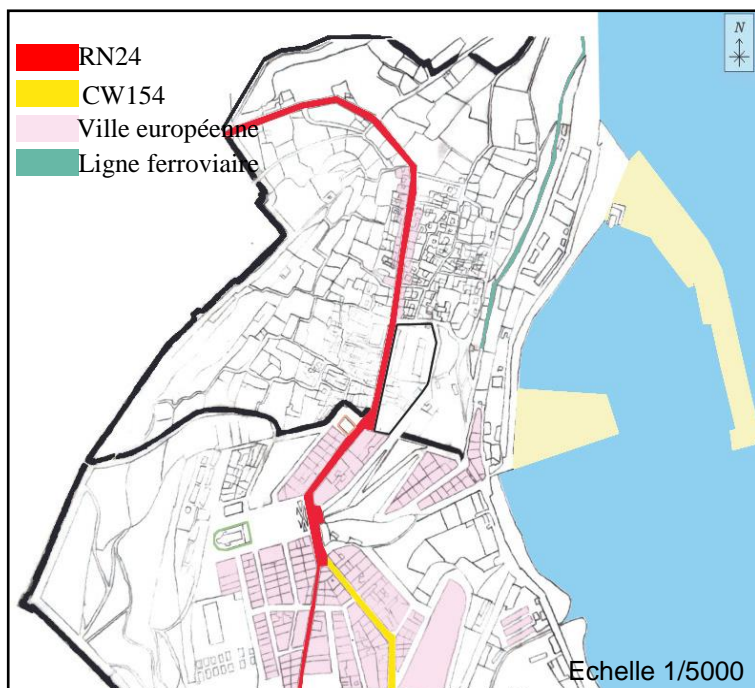 N
RN24
CW154
Ville européenne
Ligne ferroviaire
Echelle 1/5000